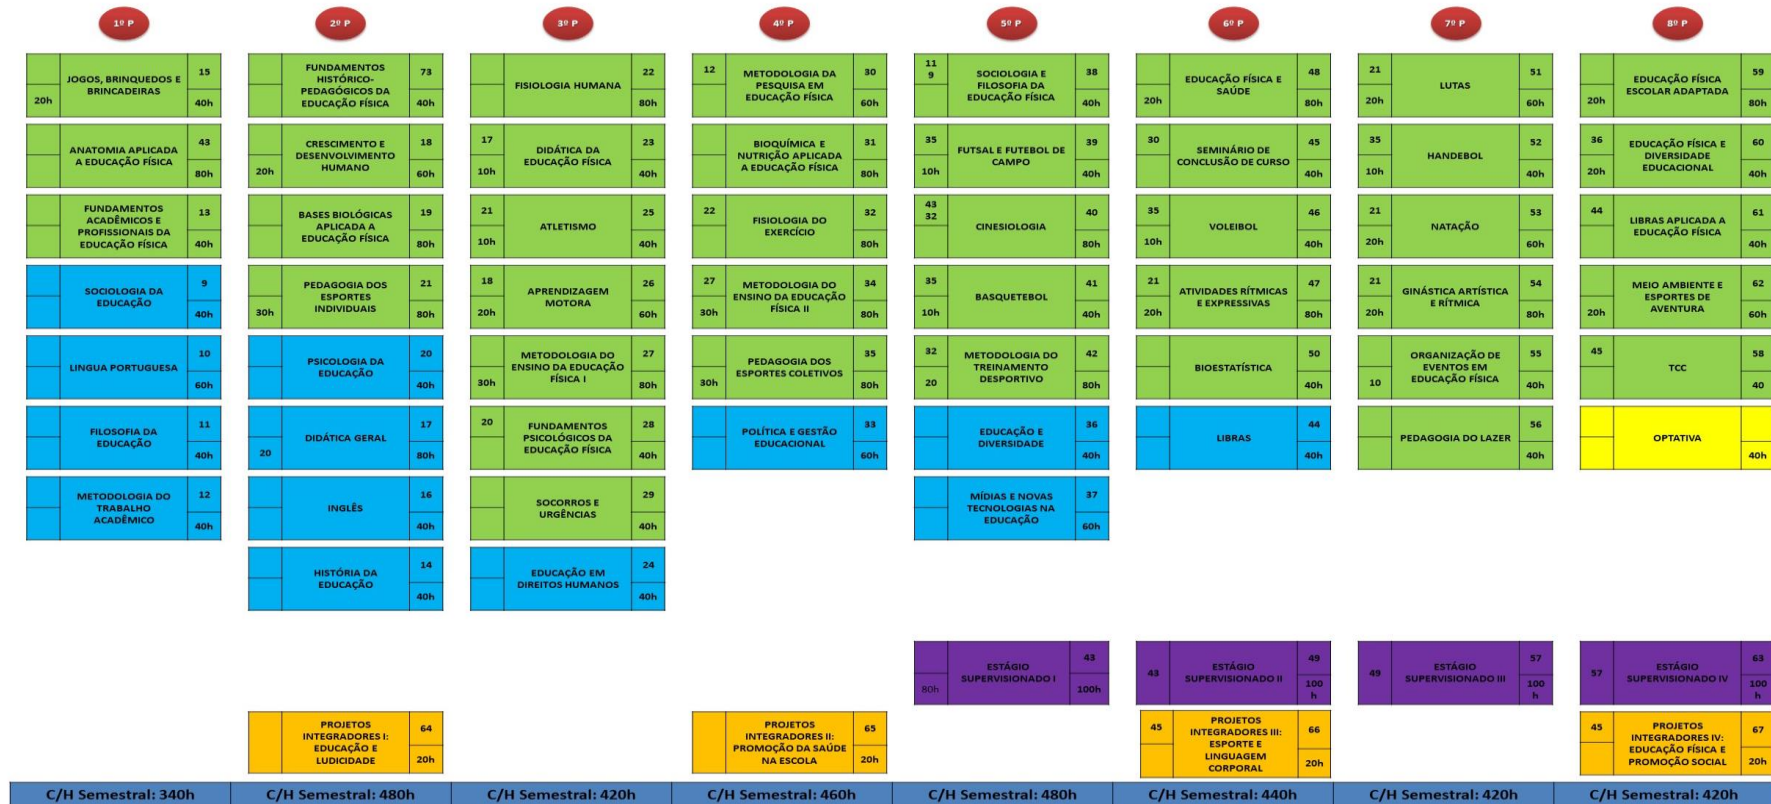 1º P
2º P
3º P
4º P
5º P
6º P
7º P
8º P
JOGOS, BRINQUEDOS E
BRINCADEIRAS
15
20h
40h
ANATOMIA APLICADA
A EDUCAÇÃO FÍSICA
43
80h
FUNDAMENTOS
ACADÊMICOS E
PROFISSIONAIS DA
EDUCAÇÃO FÍSICA
13
40h
SOCIOLOGIA DA
EDUCAÇÃO
9
40h
LINGUA PORTUGUESA
10
60h
FILOSOFIA DA
EDUCAÇÃO
11
40h
METODOLOGIA DO
TRABALHO
ACADÊMICO
12
40h
FUNDAMENTOS
HISTÓRICO-
PEDAGÓGICOS DA
EDUCAÇÃO FÍSICA
73
40h
CRESCIMENTO E
DESENVOLVIMENTO
HUMANO
18
20h
60h
BASES BIOLÓGICAS
APLICADA A
EDUCAÇÃO FÍSICA
19
80h
PEDAGOGIA DOS
ESPORTES
INDIVIDUAIS
21
30h
80h
PSICOLOGIA DA
EDUCAÇÃO
20
40h
DIDÁTICA GERAL
17
20
80h
INGLÊS
16
40h
HISTÓRIA DA
EDUCAÇÃO
14
40h
PROJETOS
INTEGRADORES I:
EDUCAÇÃO E
LUDICIDADE
64
20h
FISIOLOGIA HUMANA
22
80h
17
DIDÁTICA DA
EDUCAÇÃO FÍSICA
23
10h
40h
21
ATLETISMO
25
10h
40h
18
APRENDIZAGEM
MOTORA
26
20h
60h
METODOLOGIA DO
ENSINO DA EDUCAÇÃO
FÍSICA I
27
30h
80h
20
FUNDAMENTOS
PSICOLÓGICOS DA
EDUCAÇÃO FÍSICA
28
40h
SOCORROS E
URGÊNCIAS
29
40h
EDUCAÇÃO EM
DIREITOS HUMANOS
24
40h
12
METODOLOGIA DA
PESQUISA EM
EDUCAÇÃO FÍSICA
30
60h
BIOQUÍMICA E
NUTRIÇÃO APLICADA
A EDUCAÇÃO FÍSICA
31
80h
22
FISIOLOGIA DO
EXERCÍCIO
32
80h
27
METODOLOGIA DO
ENSINO DA EDUCAÇÃO
FÍSICA II
34
30h
80h
PEDAGOGIA DOS
ESPORTES COLETIVOS
35
30h
80h
POLÍTICA E GESTÃO
EDUCACIONAL
33
60h
PROJETOS
INTEGRADORES II:
PROMOÇÃO DA SAÚDE
NA ESCOLA
65
20h
11
9
SOCIOLOGIA E
FILOSOFIA DA
EDUCAÇÃO FÍSICA
38
40h
35
FUTSAL E FUTEBOL DE
CAMPO
39
10h
40h
43
32
CINESIOLOGIA
40
80h
35
BASQUETEBOL
41
10h
40h
32
METODOLOGIA DO
TREINAMENTO
DESPORTIVO
42
20
80h
EDUCAÇÃO E
DIVERSIDADE
36
40h
MÍDIAS E NOVAS
TECNOLOGIAS NA
EDUCAÇÃO
37
60h
ESTÁGIO
SUPERVISIONADO I
43
80h
100h
EDUCAÇÃO FÍSICA E
SAÚDE
48
20h
80h
30
SEMINÁRIO DE
CONCLUSÃO DE CURSO
45
40h
35
VOLEIBOL
46
10h
40h
21
ATIVIDADES RÍTMICAS
E EXPRESSIVAS
47
20h
80h
BIOESTATÍSTICA
50
40h
LIBRAS
44
40h
43
ESTÁGIO
SUPERVISIONADO II
49
100
h
45
PROJETOS
INTEGRADORES III:
ESPORTE E
LINGUAGEM
CORPORAL
66
20h
21
LUTAS
51
20h
60h
35
HANDEBOL
52
10h
40h
21
NATAÇÃO
53
20h
60h
21
GINÁSTICA ARTÍSTICA
E RÍTMICA
54
20h
80h
ORGANIZAÇÃO DE
EVENTOS EM
EDUCAÇÃO FÍSICA
55
10
40h
PEDAGOGIA DO LAZER
56
40h
49
ESTÁGIO
SUPERVISIONADO III
57
100
h
EDUCAÇÃO FÍSICA
ESCOLAR ADAPTADA
59
20h
80h
36
EDUCAÇÃO FÍSICA E
DIVERSIDADE
EDUCACIONAL
60
20h
40h
44
LIBRAS APLICADA A
EDUCAÇÃO FÍSICA
61
40h
MEIO AMBIENTE E
ESPORTES DE
AVENTURA
62
20h
60h
45
TCC
58
40
OPTATIVA
40h
57
ESTÁGIO
SUPERVISIONADO IV
63
100
h
45
PROJETOS
INTEGRADORES IV:
EDUCAÇÃO FÍSICA E
PROMOÇÃO SOCIAL
67
20h
C/H Semestral: 340h
C/H Semestral: 480h
C/H Semestral: 420h
C/H Semestral: 460h
C/H Semestral: 480h
C/H Semestral: 440h
C/H Semestral: 420h
C/H Semestral: 420h